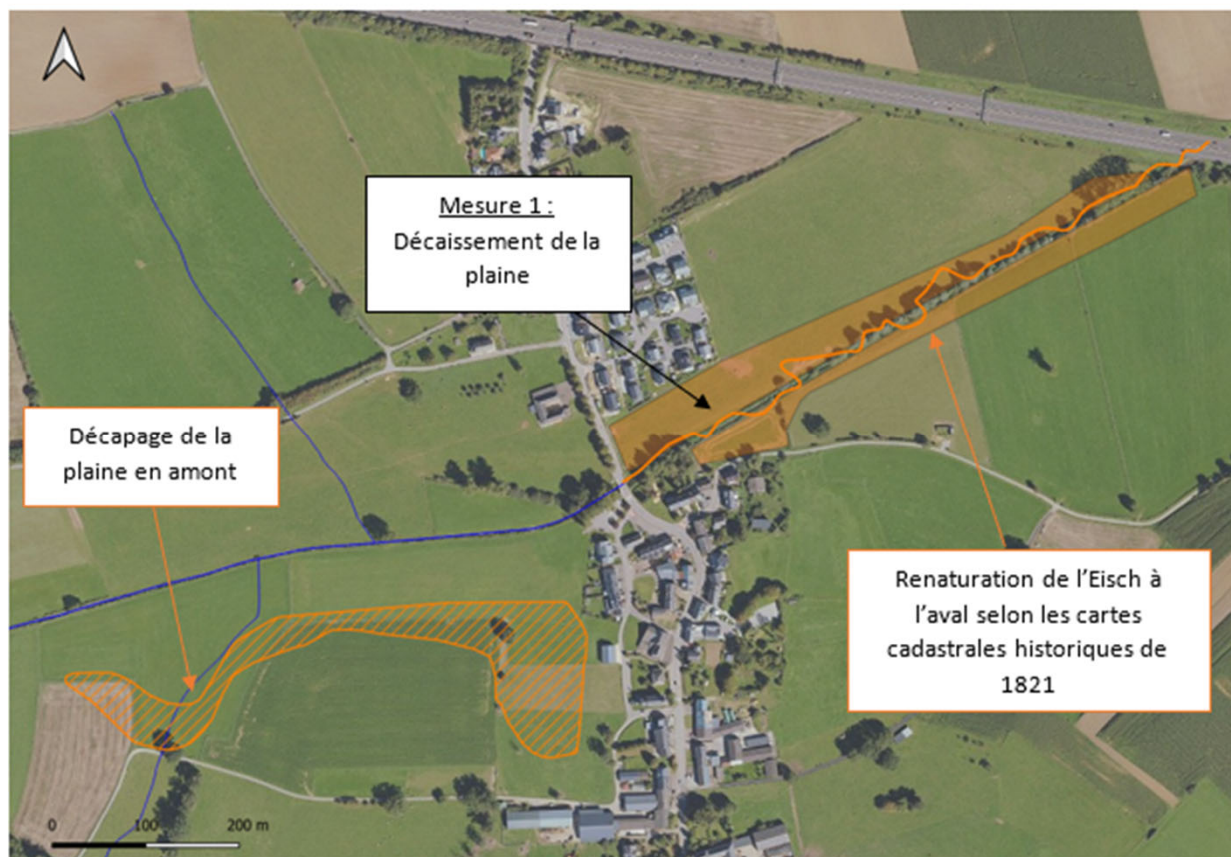 Mesure 1 :
Décaissement de la
plaine
Décapage de la
plaine en amont
Renaturation de l’Eisch à
l’aval selon les cartes
cadastrales historiques de
1821
0 100 200 m